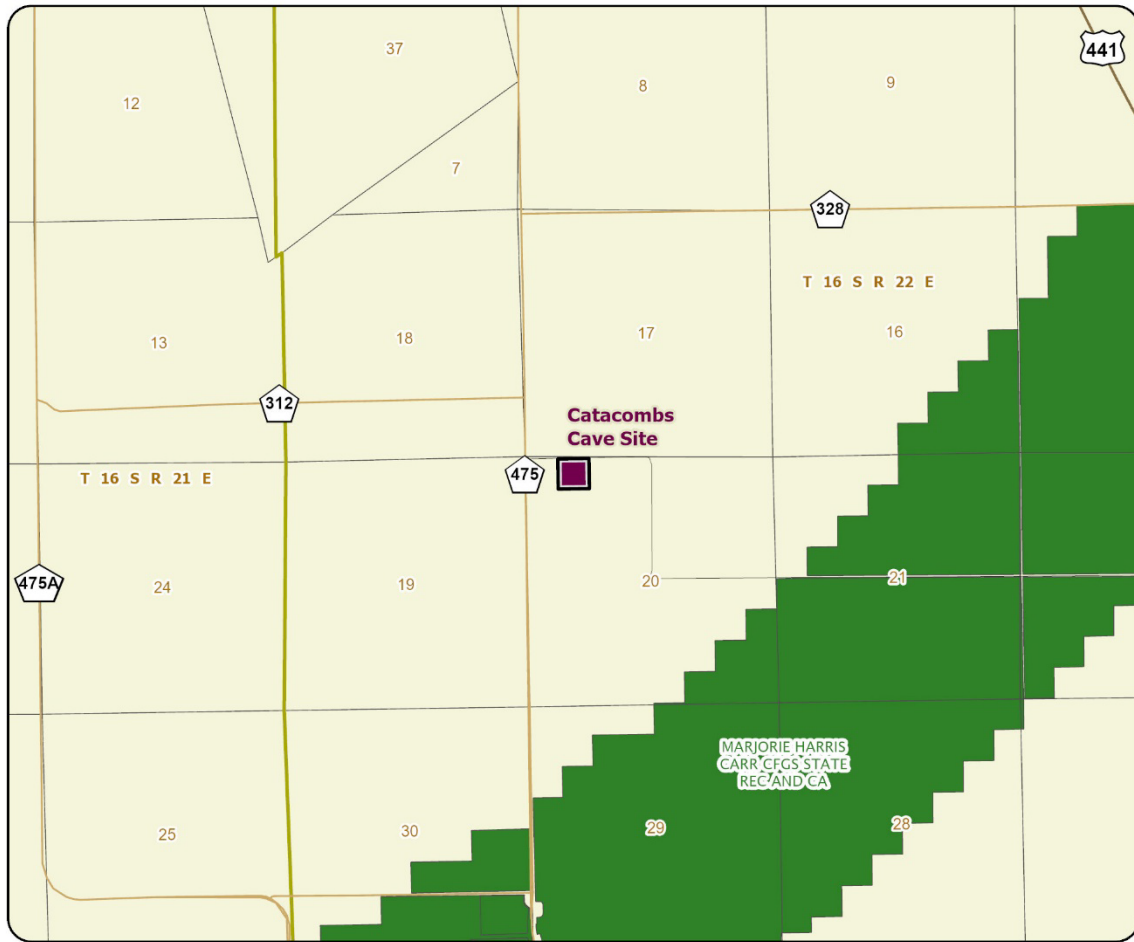 37
441
8
9
12
7
328
T 16 S R 22 E
17
16
18
13
312
Catacombs
Cave Site
475
T 16 S R 21 E
475A
24
19
20
21
MARJORIE HARRIS
CARR CFGS STATE
REC AND CA
25
30
29
28